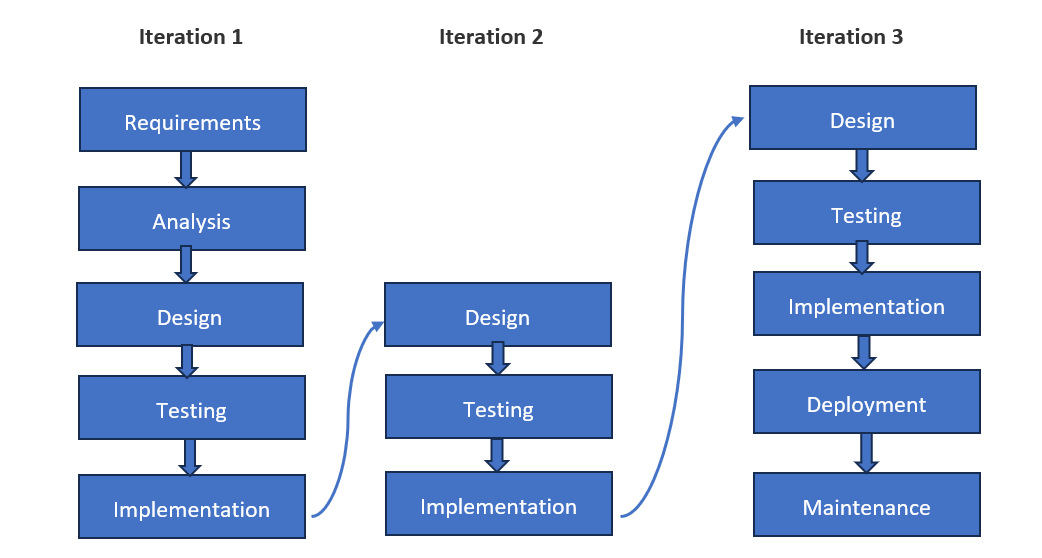 Iteration 1
Requirements
Analysis
Design
Testing
Implementation
Iteration 2
Design
Testing
Implementation
Iteration 3
Design
Testing
Implementation
Deployment
Maintenance